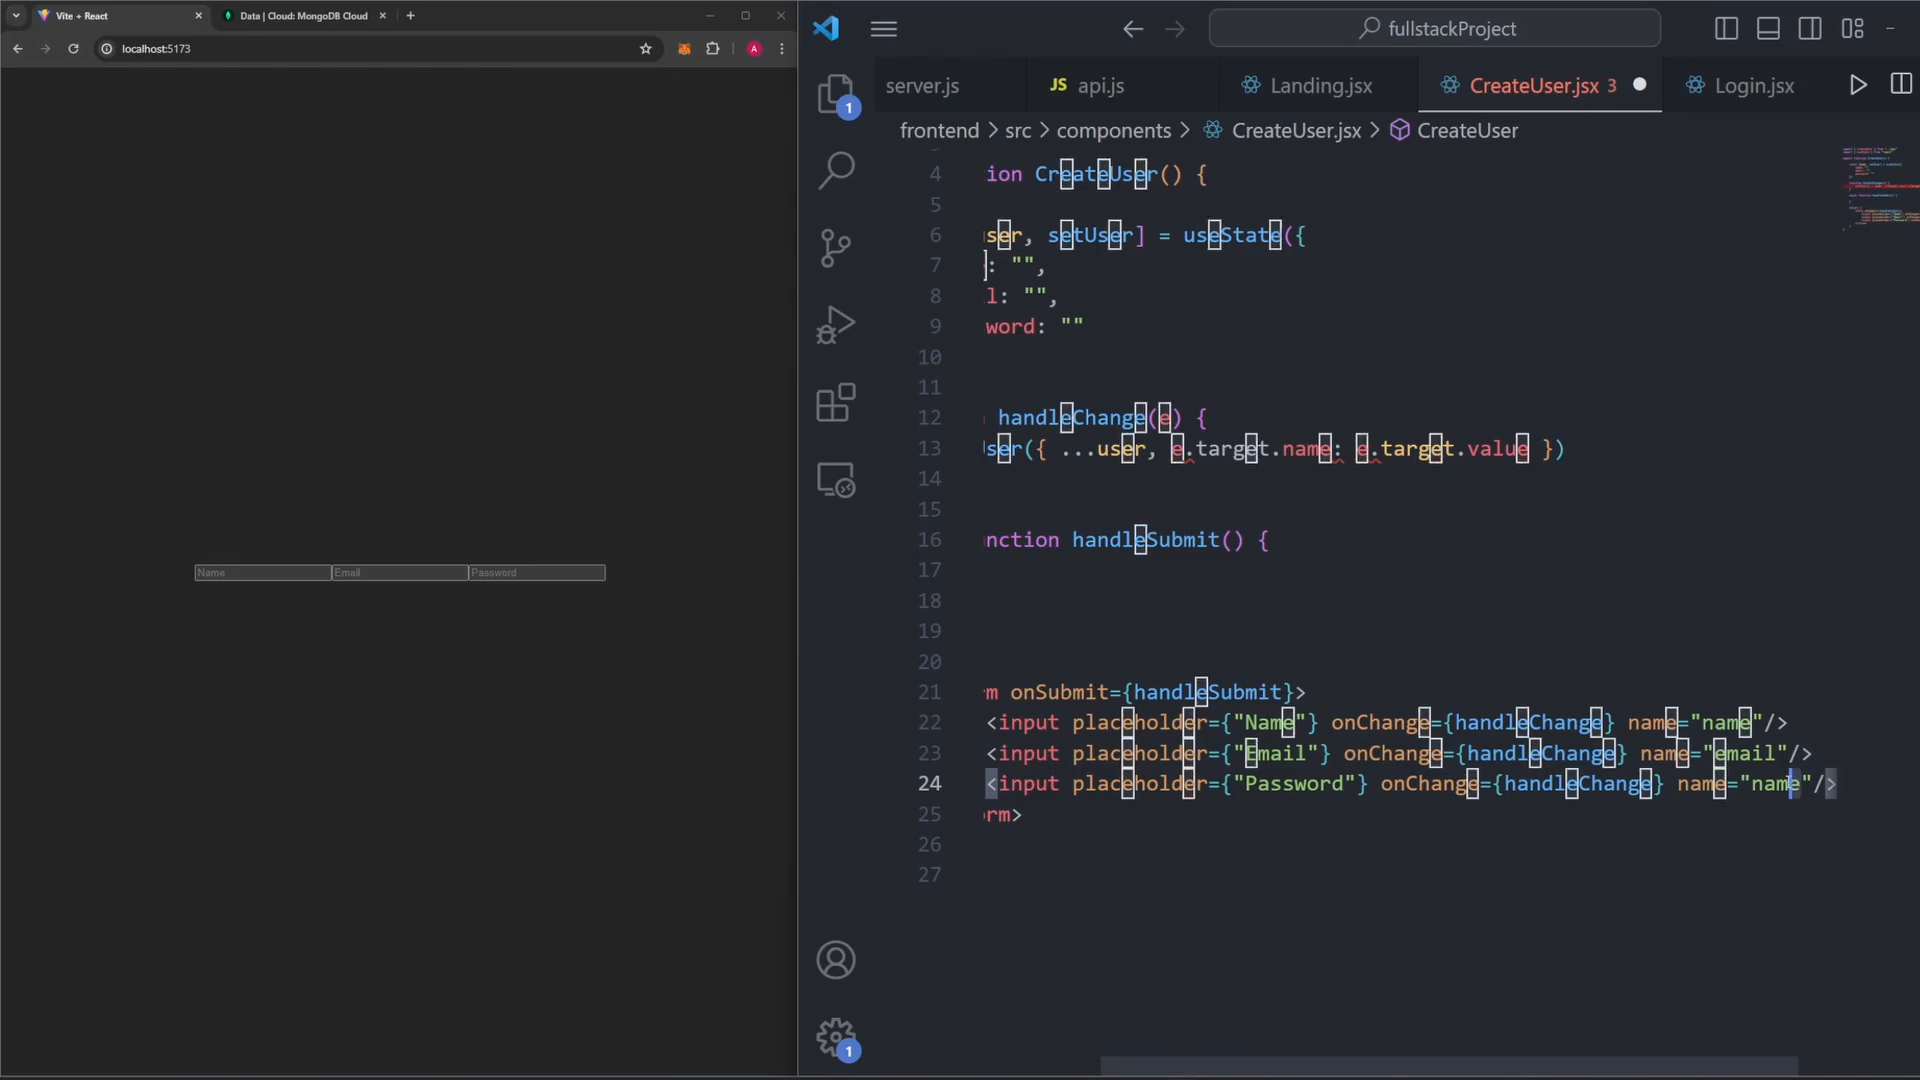 Vite + React
Data | Cloud: MongoDB Cloud
localhost:5173
A
fullstackProject
server.js
JS api.js
Landing.jsx
CreateUser.jsx 3
Login.jsx
frontend > src > components > CreateUser.jsx > CreateUser
1
4 ion CreateUser() {
5
6 ser, setUser] = useState({
7 : "",
8 l: "",
9 word: ""
10
11
12 handleChange(e) {
13 ser({ ...user, e.target.name: e.target.value })
14
15
16 nction handleSubmit() {
17
18
19
20
21 m onSubmit={handleSubmit}>
22 <input placeholder={"Name"} onChange={handleChange} name="name"/>
23 <input placeholder={"Email"} onChange={handleChange} name="email"/>
24 <input placeholder={"Password"} onChange={handleChange} name="name"/>
25 rm>
26
27
Name
Email
Password
1